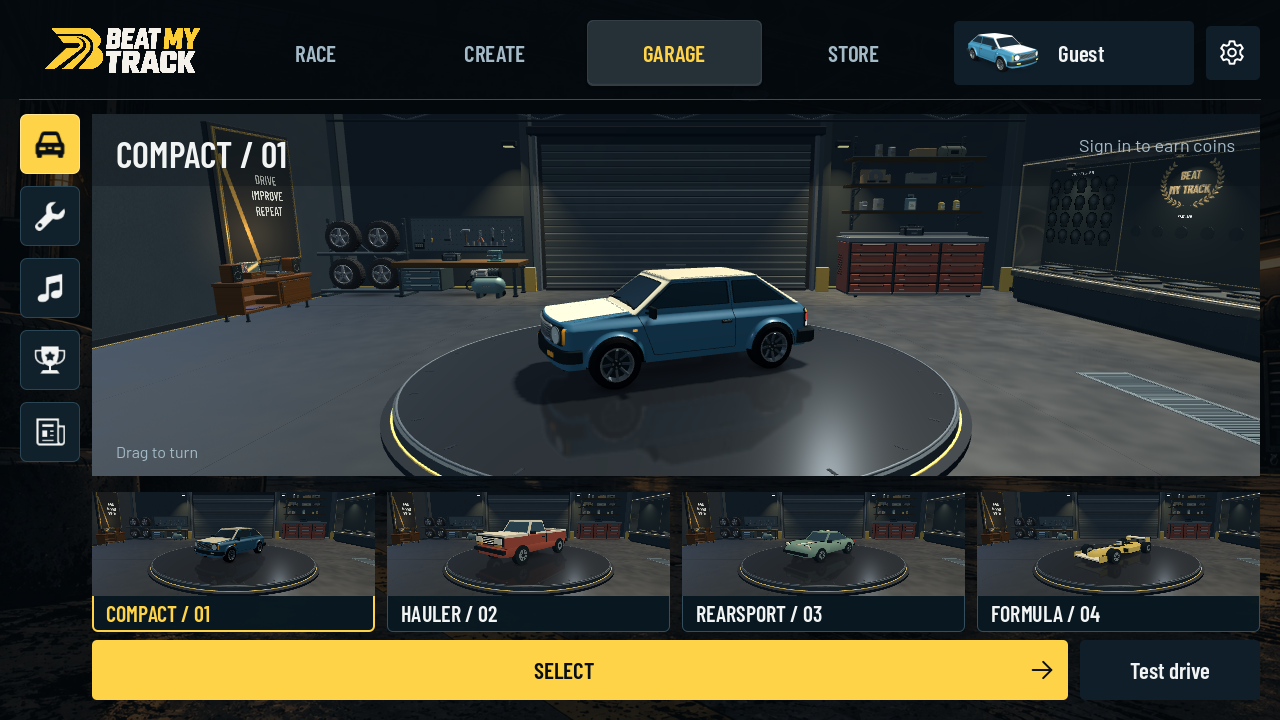 BEAT MY
TRACK
RACE
CREATE
GARAGE
STORE
Guest
COMPACT / 01
Sign in to earn coins
DRIVE
IMPROVE
REPEAT
BEAT
MY TRACK
Drag to turn
COMPACT / 01
HAULER / 02
REARSPORT / 03
FORMULA / 04
SELECT
Test drive